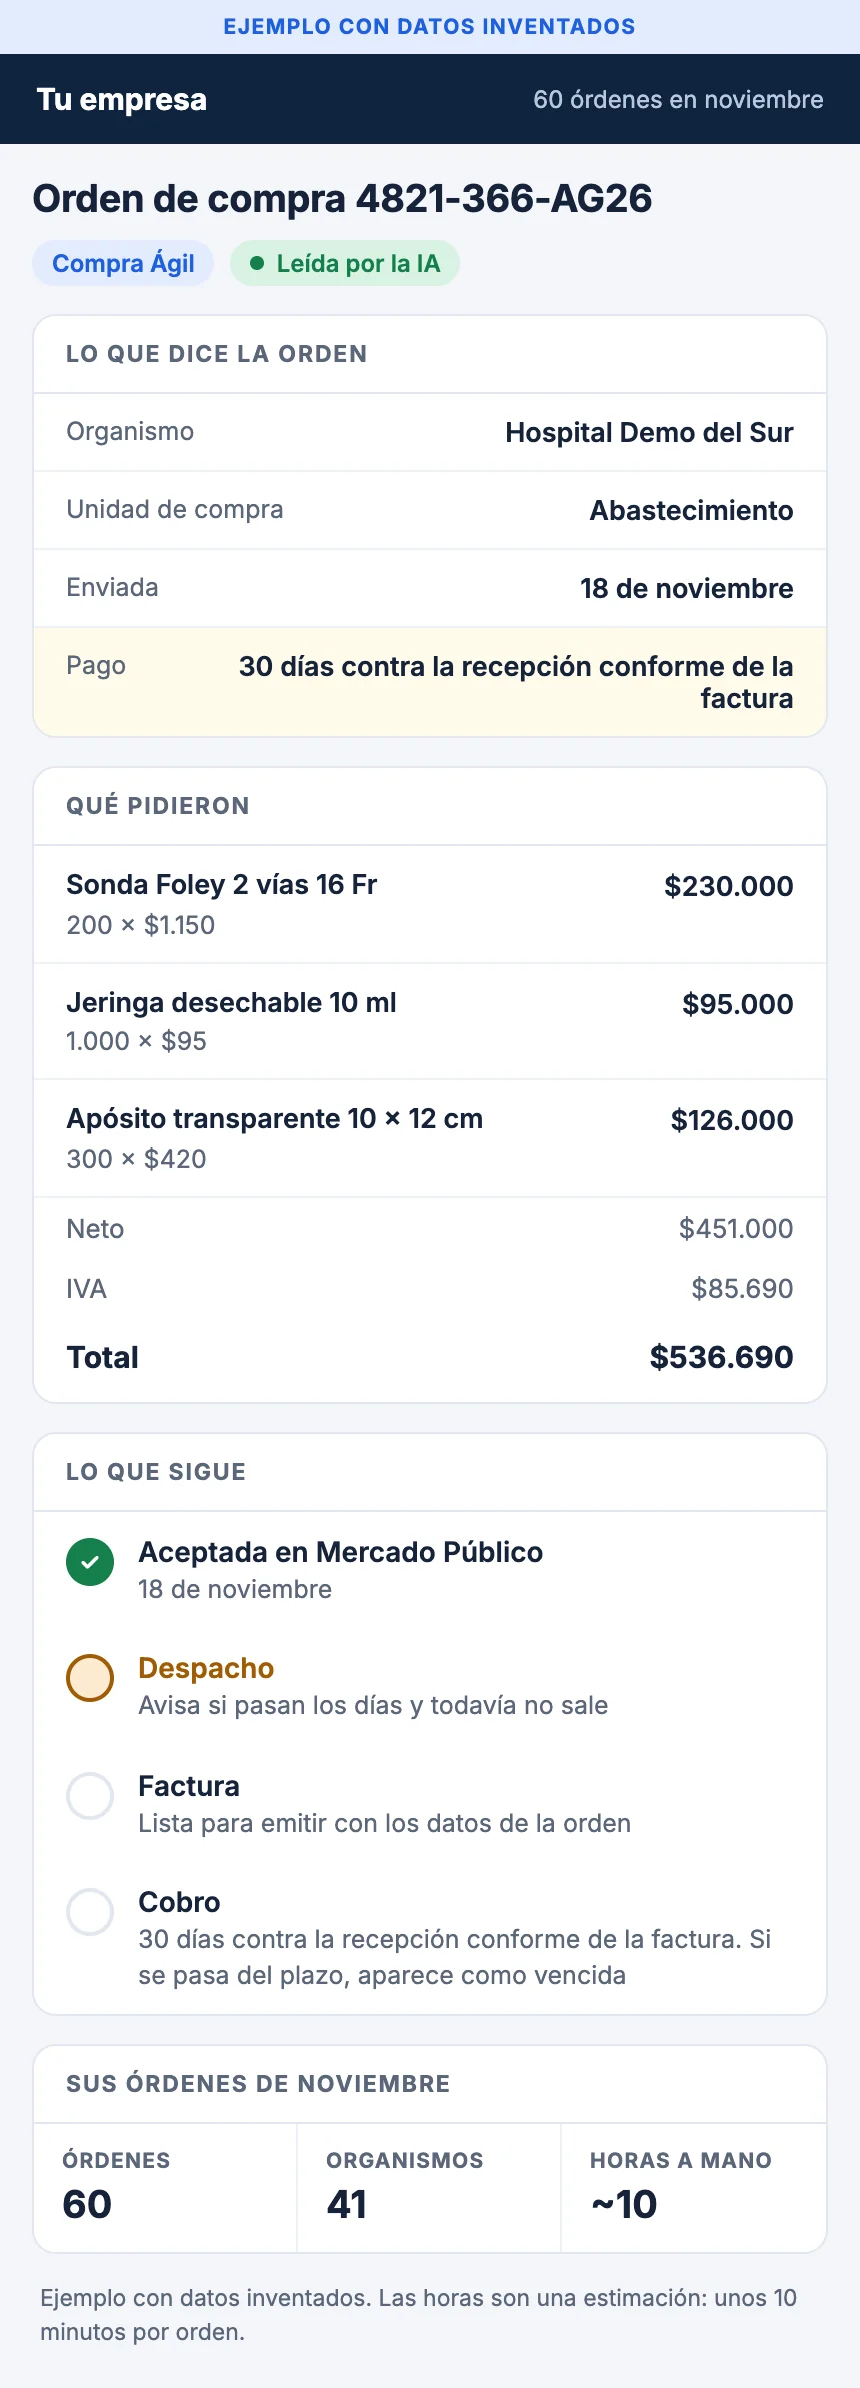 EJEMPLO CON DATOS INVENTADOS
Tu empresa
60 órdenes en noviembre
Orden de compra 4821-366-AG26
Compra Ágil
Leída por la IA
LO QUE DICE LA ORDEN
Organismo
Hospital Demo del Sur
Unidad de compra
Abastecimiento
Enviada
18 de noviembre
Pago
30 días contra la recepción conforme de la
factura
QUÉ PIDIERON
Sonda Foley 2 vías 16 Fr
$230.000
200 × $1.150
Jeringa desechable 10 ml
$95.000
1.000 × $95
Apósito transparente 10 × 12 cm
$126.000
300 × $420
Neto
$451.000
IVA
$85.690
Total
$536.690
LO QUE SIGUE
Aceptada en Mercado Público
18 de noviembre
Despacho
Avisa si pasan los días y todavía no sale
Factura
Lista para emitir con los datos de la orden
Cobro
30 días contra la recepción conforme de la factura. Si
se pasa del plazo, aparece como vencida
SUS ÓRDENES DE NOVIEMBRE
ÓRDENES
60
ORGANISMOS
41
HORAS A MANO
~10
Ejemplo con datos inventados. Las horas son una estimación: unos 10
minutos por orden.